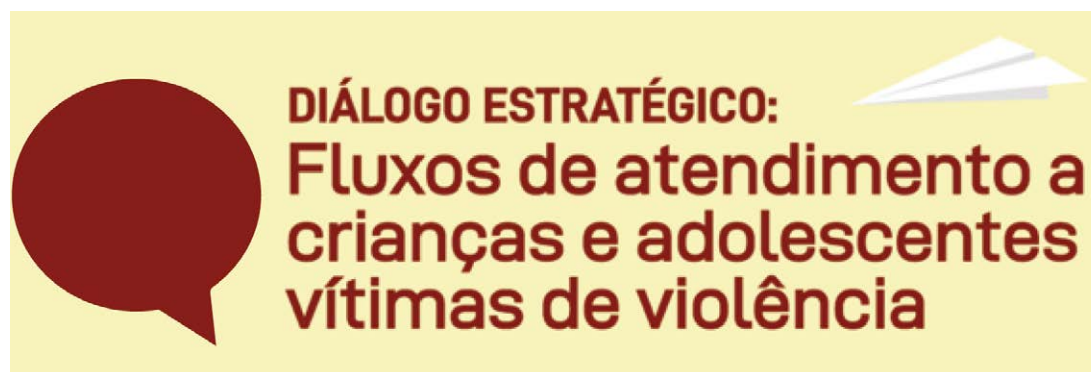 DIÁLOGO ESTRATÉGICO:
Fluxos de atendimento a
crianças e adolescentes
vítimas de violência